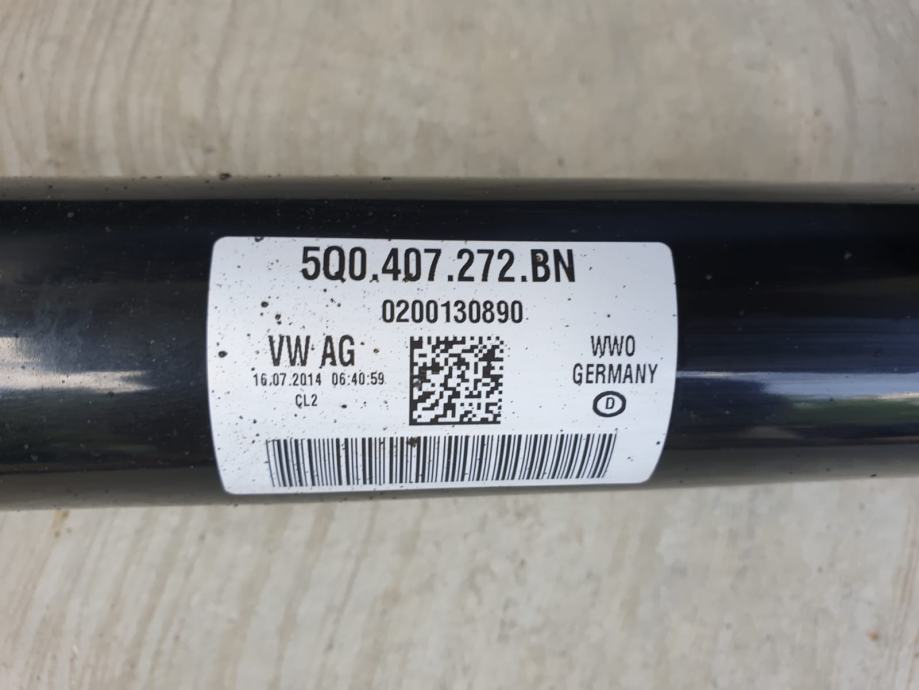 5Q0.407.272.BN
0200130890
VW AG
16.07.2014 06:40:59
CL2
WWO
GERMANY
D